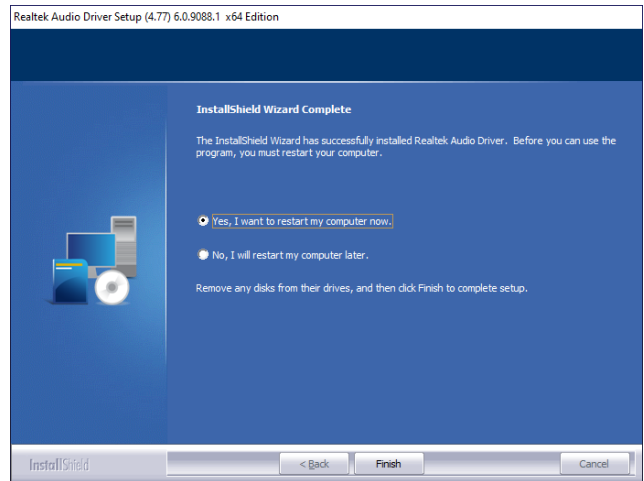 Realtek Audio Driver Setup (4.77) 6.0.9088.1 x64 Edition
InstallShield Wizard Complete
The InstallShield Wizard has successfully installed Realtek Audio Driver. Before you can use the
program, you must restart your computer.
Yes, I want to restart my computer now.
No, I will restart my computer later.
Remove any disks from their drives, and then click Finish to complete setup.
InstallShield
< Back
Finish
Cancel